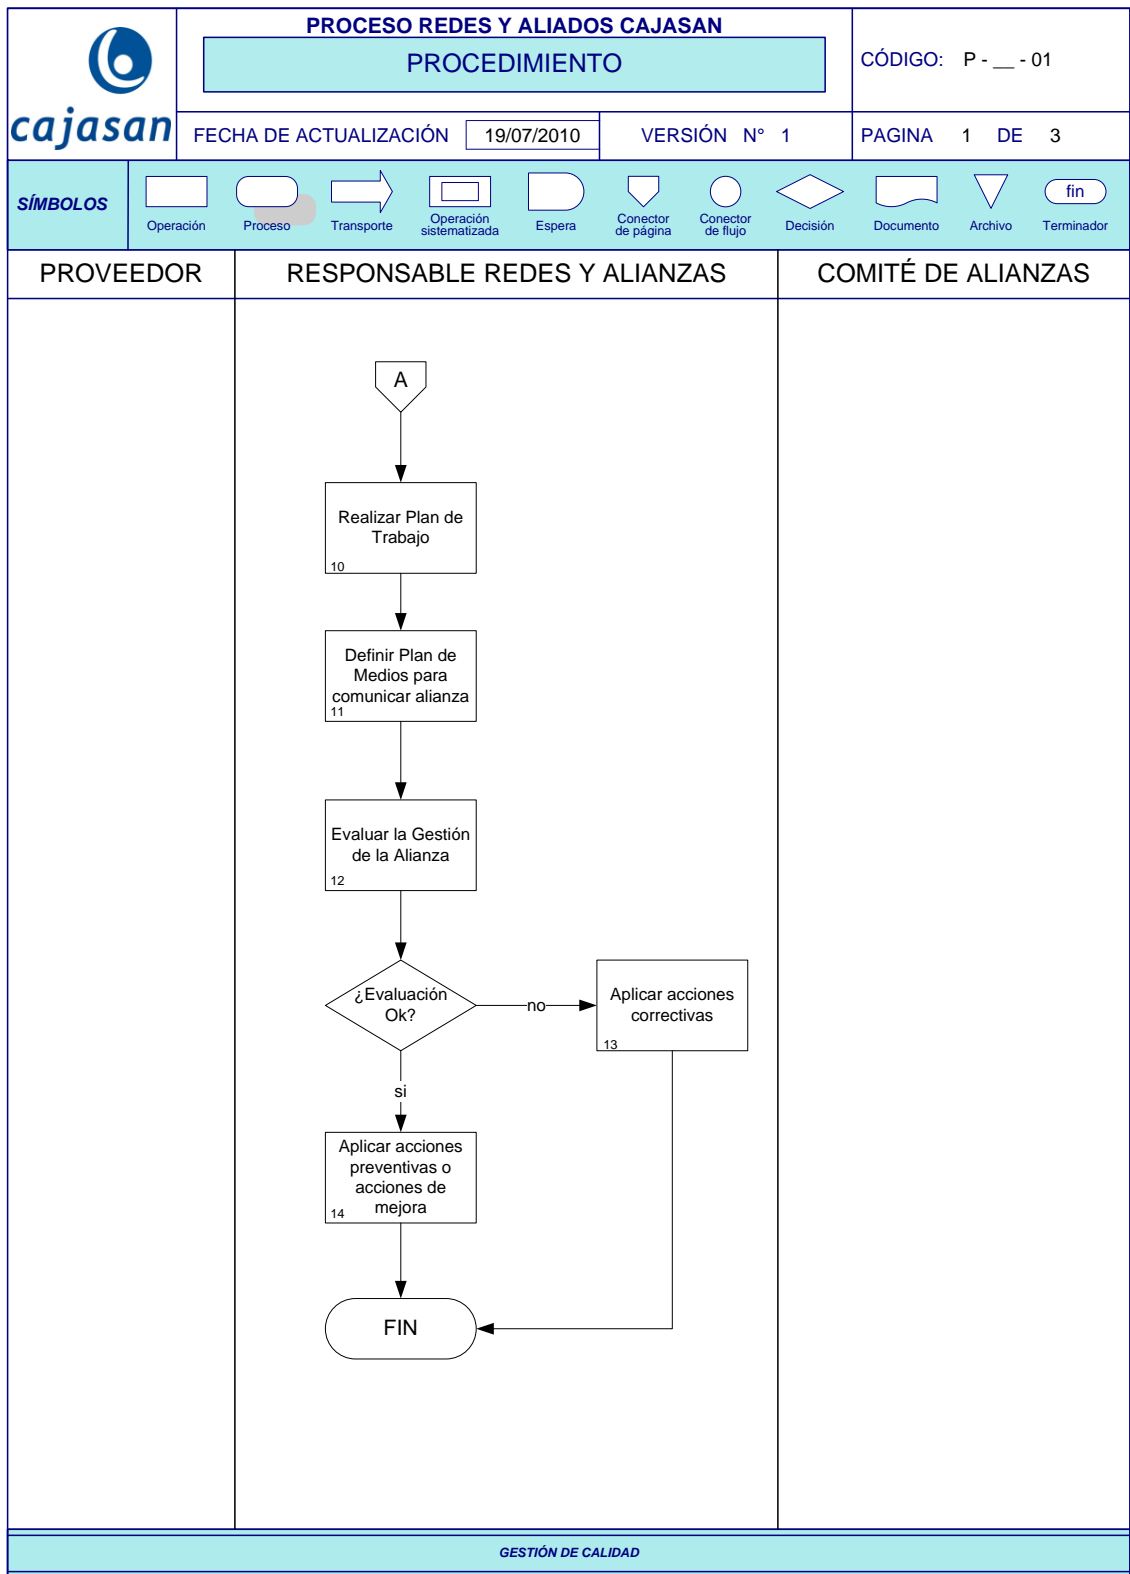 cajasan
PROCESO REDES Y ALIADOS CAJASAN
PROCEDIMIENTO
CÓDIGO: P - __ - 01
FECHA DE ACTUALIZACIÓN 19/07/2010 VERSIÓN N° 1 PAGINA 1 DE 3
SÍMBOLOS
Operación
Proceso
Transporte
Operación
sistematizada
Espera
Conector
de página
Conector
de flujo
Decisión
Documento
Archivo
fin
Terminador
PROVEEDOR RESPONSABLE REDES Y ALIANZAS COMITÉ DE ALIANZAS
A
Realizar Plan de
Trabajo
10
Definir Plan de
Medios para
comunicar alianza
11
Evaluar la Gestión
de la Alianza
12
¿Evaluación
Ok?
no
Aplicar acciones
correctivas
13
si
Aplicar acciones
preventivas o
acciones de
mejora
14
FIN
GESTIÓN DE CALIDAD